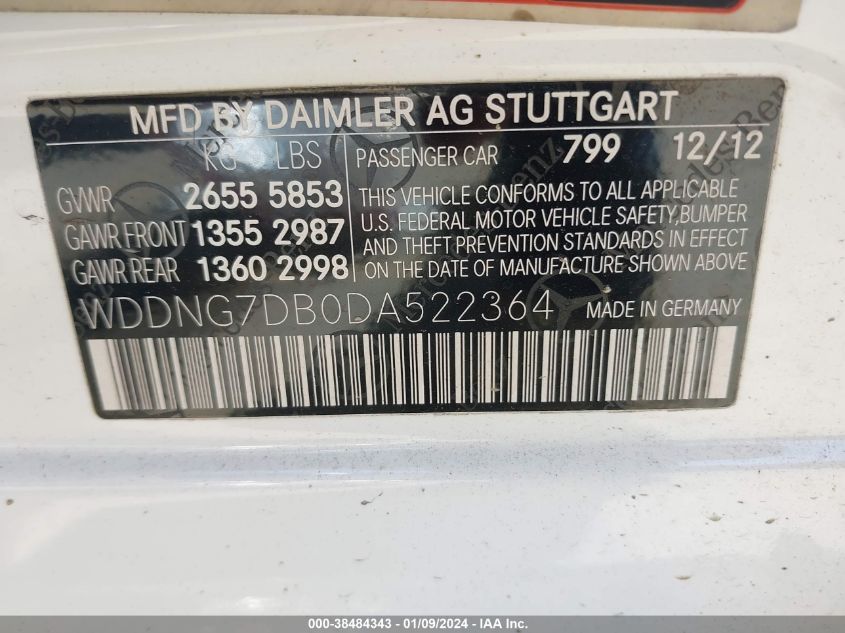 MFD BY DAIMLER AG STUTTGART
KG LBS PASSENGER CAR 799 12/12
GVWR 2655 5853
GAWR FRONT 1355 2987
GAWR REAR 1360 2998
THIS VEHICLE CONFORMS TO ALL APPLICABLE
U.S. FEDERAL MOTOR VEHICLE SAFETY,BUMPER
AND THEFT PREVENTION STANDARDS IN EFFECT
ON THE DATE OF MANUFACTURE SHOWN ABOVE
WDDNG7DB0DA522364 MADE IN GERMANY
000-38484343 / 01/09/2024 - IAA Inc.